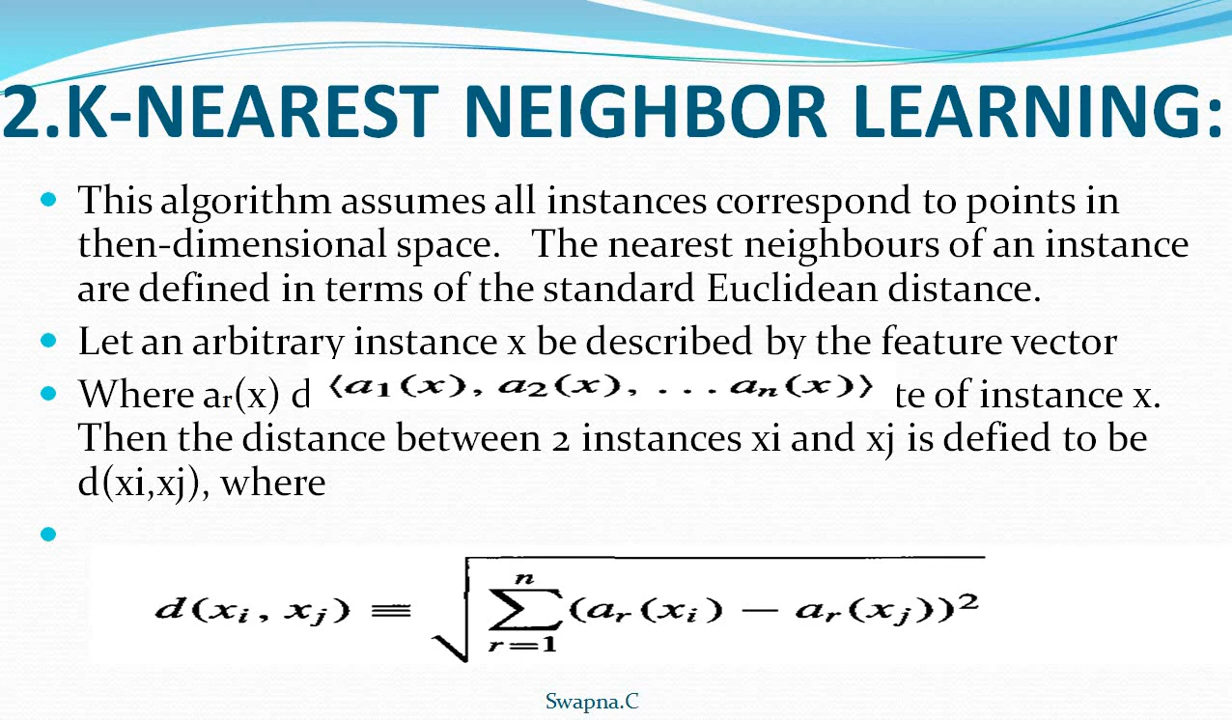 2.K-NEAREST NEIGHBOR LEARNING:
This algorithm assumes all instances correspond to points in
then-dimensional space. The nearest neighbours of an instance
are defined in terms of the standard Euclidean distance.
Let an arbitrary instance x be described by the feature vector
Where ar(x) d ⟨a₁(x), a₂(x), . . . aₙ(x)⟩ te of instance x.
Then the distance between 2 instances xi and xj is defied to be
d(xi,xj), where
d(xᵢ, xⱼ) ≡ √∑ⁿᵣ₌₁(aᵣ(xᵢ) − aᵣ(xⱼ))²
Swapna.C